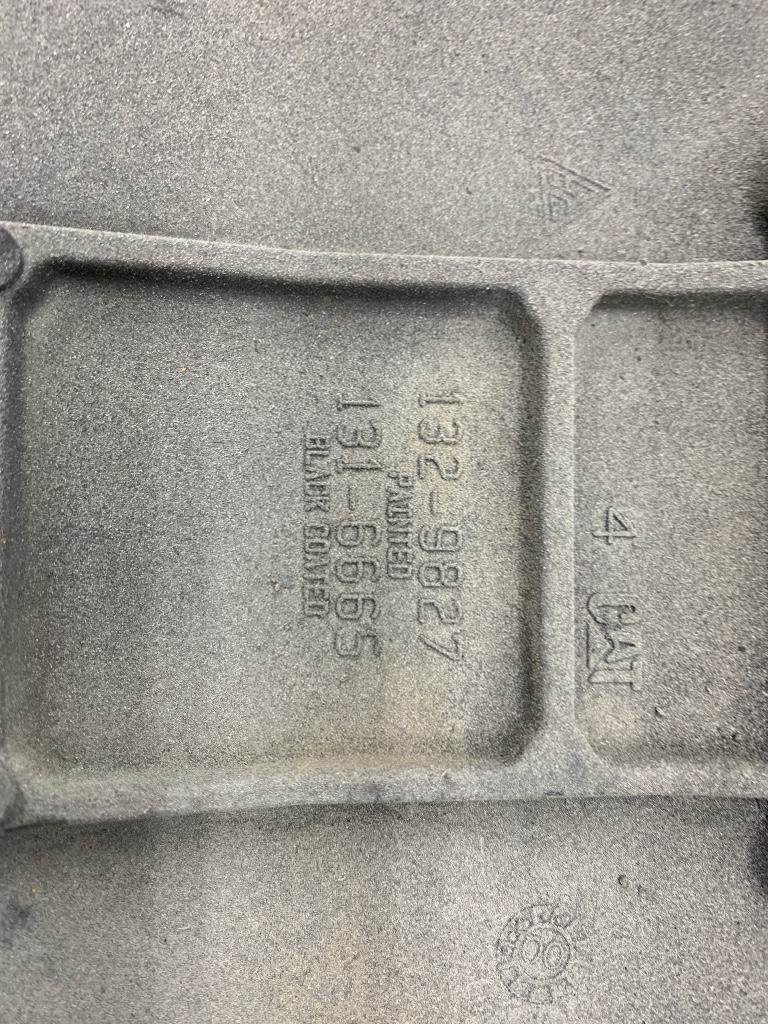 132-9827
PAINTED
131-6665
BLACK COATED
4 CAT